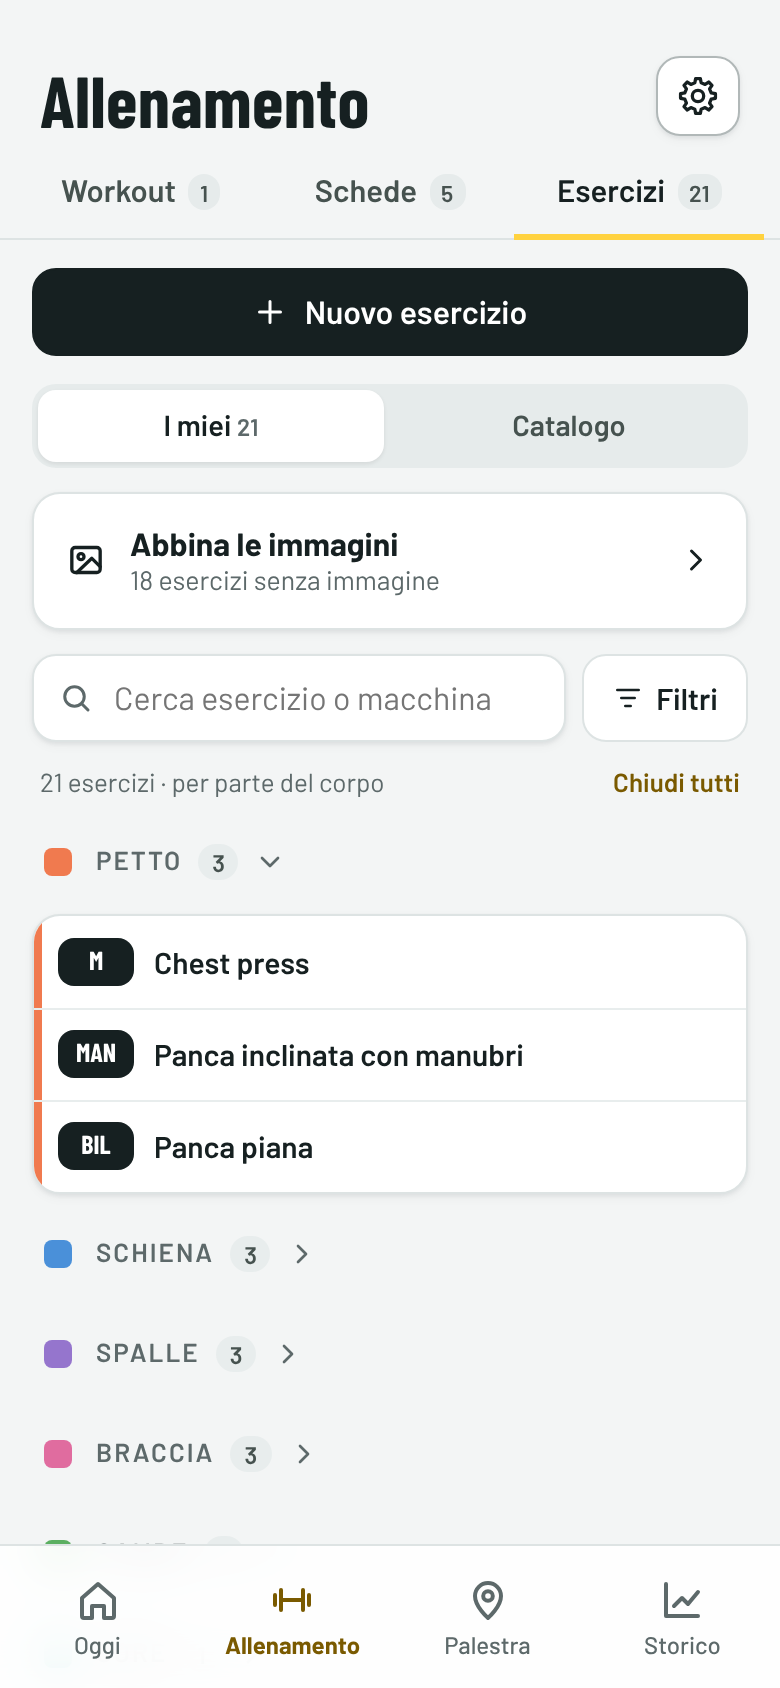 Allenamento
Workout 1
Schede 5
Esercizi 21
Nuovo esercizio
I miei 21
Catalogo
Abbina le immagini
18 esercizi senza immagine
Cerca esercizio o macchina
Filtri
21 esercizi · per parte del corpo
Chiudi tutti
PETTO 3
M Chest press
MAN Panca inclinata con manubri
BIL Panca piana
SCHIENA 3
SPALLE 3
BRACCIA 3
Oggi
Allenamento
Palestra
Storico